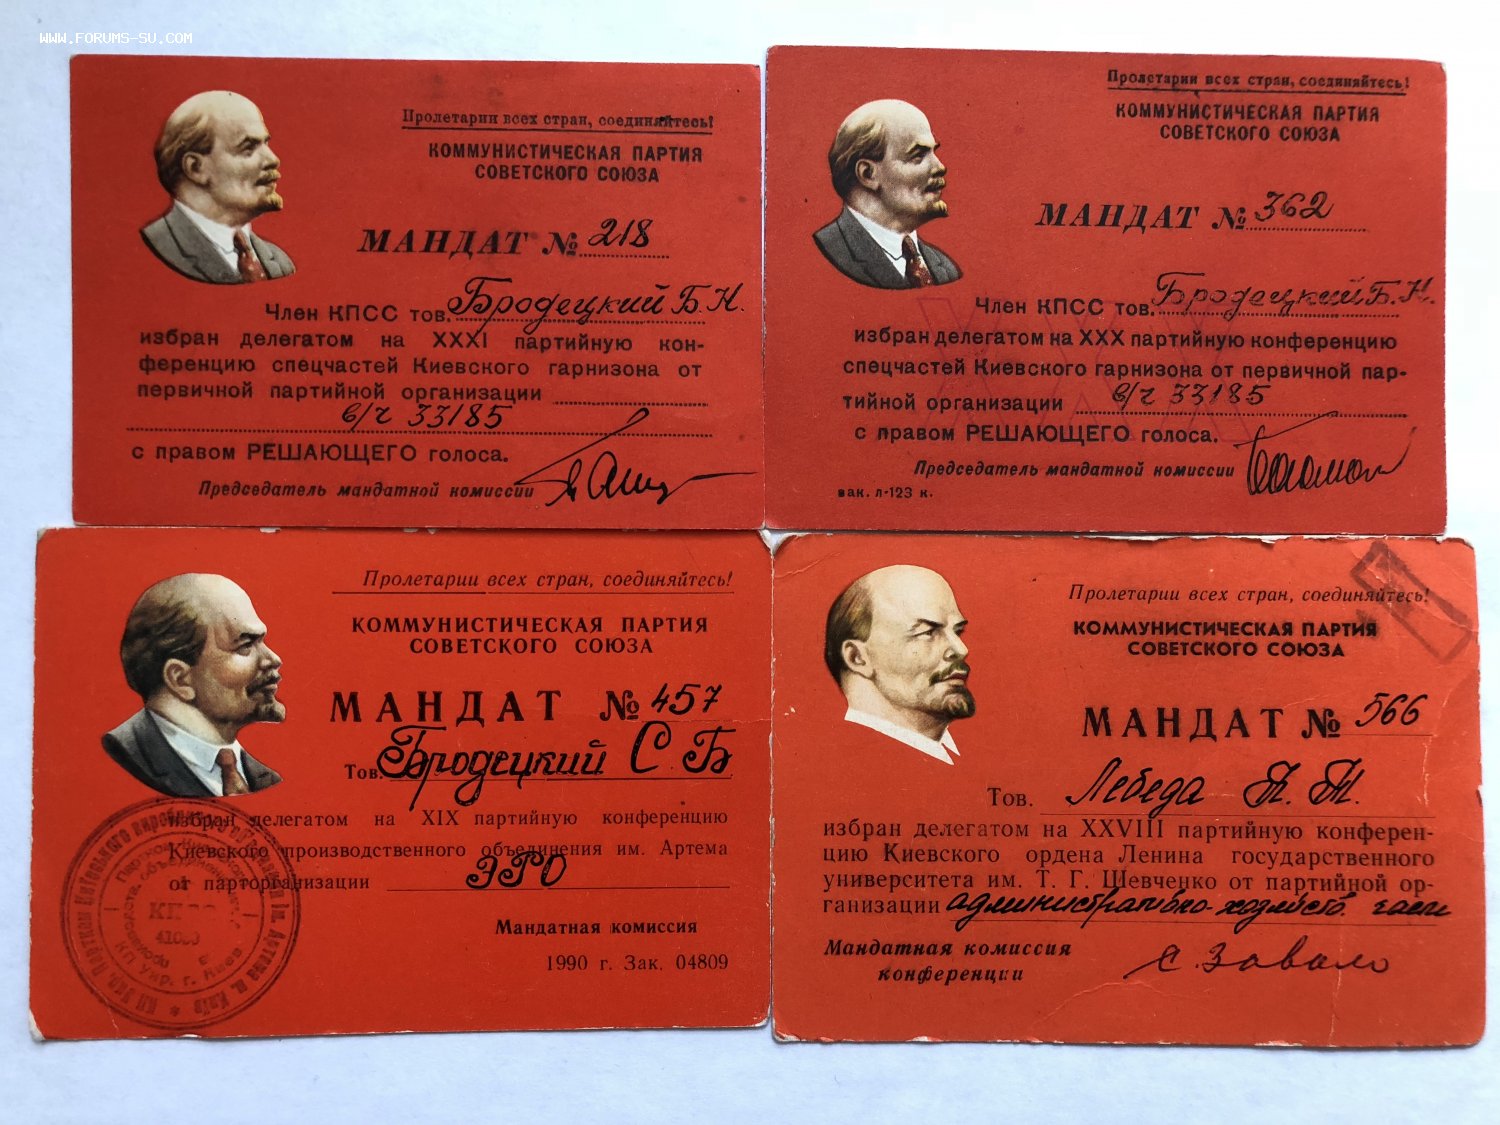 WWW.FORUMS-SU.COM
Пролетарии всех стран, соединяйтесь!
КОММУНИСТИЧЕСКАЯ ПАРТИЯ
СОВЕТСКОГО СОЮЗА
МАНДАТ № 218
Член КПСС тов. Бродецкий Б.Н.
избран делегатом на XXXI партийную кон-
ференцию спецчастей Киевского гарнизона от
первичной партийной организации
в/ч 33185
с правом РЕШАЮЩЕГО голоса.
Председатель мандатной комиссии
Пролетарии всех стран, соединяйтесь!
КОММУНИСТИЧЕСКАЯ ПАРТИЯ
СОВЕТСКОГО СОЮЗА
МАНДАТ № 362
Член КПСС тов. Бродецкий Б.Н.
избран делегатом на XXX партийную конференцию
спецчастей Киевского гарнизона от первичной пар-
тийной организации в/ч 33185
с правом РЕШАЮЩЕГО голоса.
Председатель мандатной комиссии
зак. л-123 к.
Пролетарии всех стран, соединяйтесь!
КОММУНИСТИЧЕСКАЯ ПАРТИЯ
СОВЕТСКОГО СОЮЗА
МАНДАТ № 457
Тов. Бродецкий С Б
избран делегатом на XIX партийную конференцию
Киевского производственного объединения им. Артема
от парторганизации ЭРО
Мандатная комиссия
1990 г. Зак. 04809
Пролетарии всех стран, соединяйтесь!
КОММУНИСТИЧЕСКАЯ ПАРТИЯ
СОВЕТСКОГО СОЮЗА
МАНДАТ № 566
Тов. Лебеда Т. Т.
избран делегатом на XXVIII партийную конферен-
цию Киевского ордена Ленина государственного
университета им. Т. Г. Шевченко от партийной ор-
ганизации административно-хозяйств. части
Мандатная комиссия
конференции
С. Завало